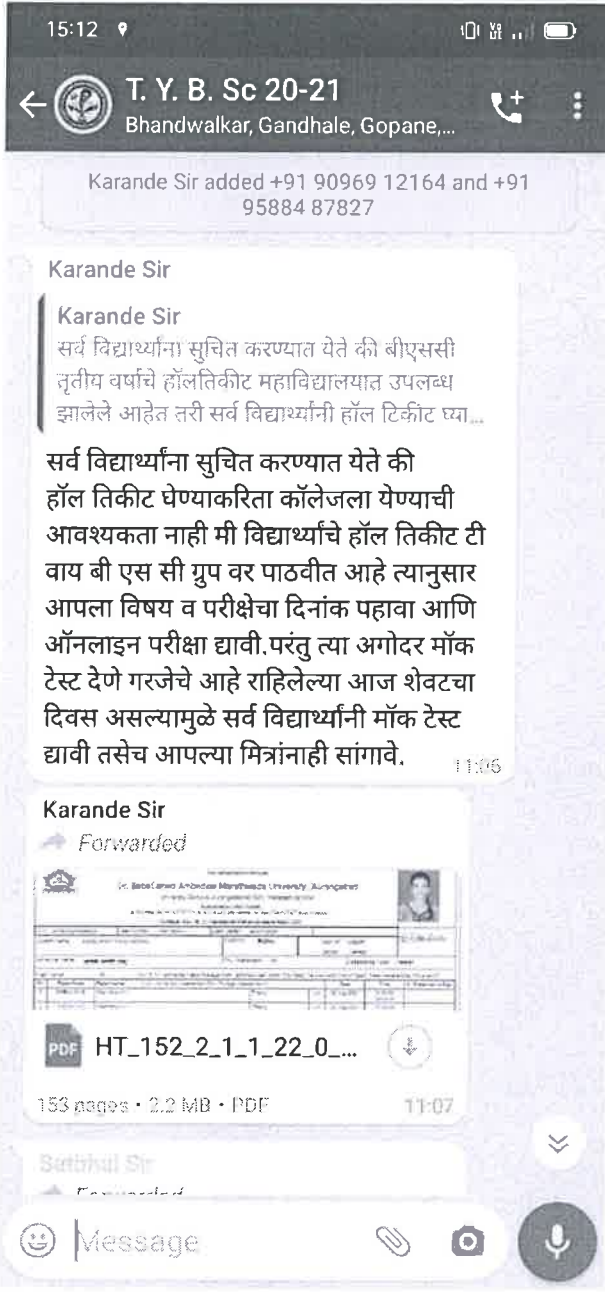 15:12
T. Y. B. Sc 20-21
Bhandwalkar, Gandhale, Gopane,...
Karande Sir added +91 90969 12164 and +91
95884 87827
Karande Sir
Karande Sir
सर्व विद्यार्थ्यांना सुचित करण्यात येते की बीएससी
तृतीय वर्षाचे हॉलतिकीट महाविद्यालयात उपलब्ध
झालेले आहेत तरी सर्व विद्यार्थ्यांनी हॉल टिकीट घ्या...
सर्व विद्यार्थ्यांना सुचित करण्यात येते की
हॉल तिकीट घेण्याकरिता कॉलेजला येण्याची
आवश्यकता नाही मी विद्यार्थ्यांचे हॉल तिकीट टी
वाय बी एस सी ग्रुप वर पाठवीत आहे त्यानुसार
आपला विषय व परीक्षेचा दिनांक पहावा आणि
ऑनलाइन परीक्षा द्यावी.परंतु त्या अगोदर मॉक
टेस्ट देणे गरजेचे आहे राहिलेल्या आज शेवटचा
दिवस असल्यामुळे सर्व विद्यार्थ्यांनी मॉक टेस्ट
द्यावी तसेच आपल्या मित्रांनाही सांगावे.
11:06
Karande Sir
Forwarded
Dr. Babasaheb Ambedkar Marathwada University, Aurangabad
PDF HT_152_2_1_1_22_0_...
153 pages • 2.2 MB • PDF
11:07
Sir
Forwarded
Message